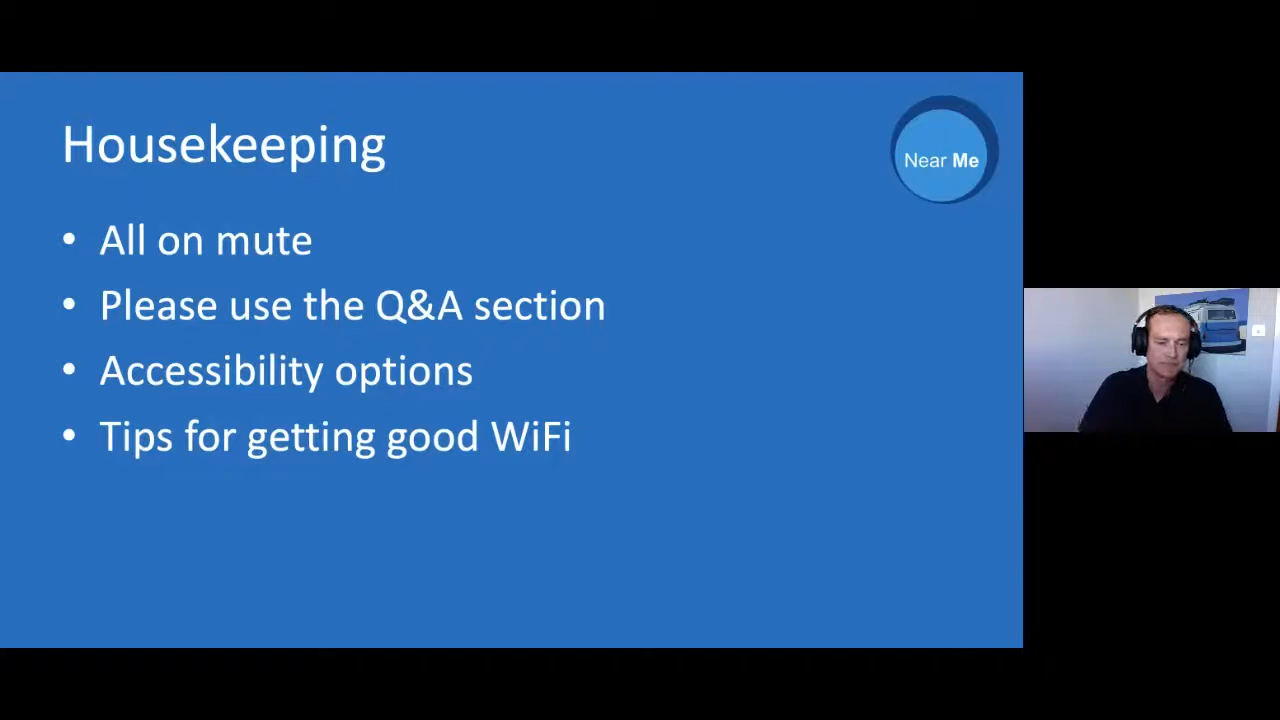 Housekeeping
Near Me
• All on mute
• Please use the Q&A section
• Accessibility options
• Tips for getting good WiFi